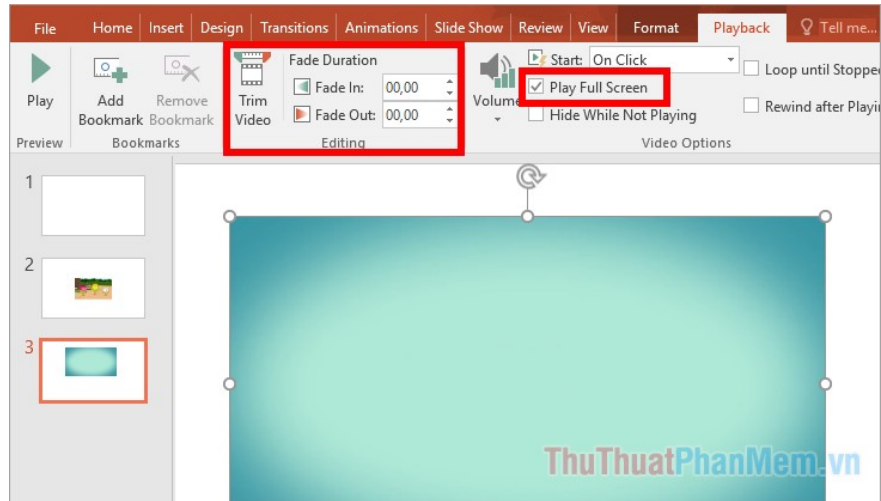 File Home Insert Design Transitions Animations Slide Show Review View Format Playback Tell me...
Fade Duration
Start: On Click
Loop until Stopped
Fade In: 00,00
Play Full Screen
Play Add Remove Trim Volume
Bookmark Bookmark Video Fade Out: 00,00
Hide While Not Playing Rewind after Playi
Preview Bookmarks Editing Video Options
1
2
3
ThuThuatPhanMem.vn